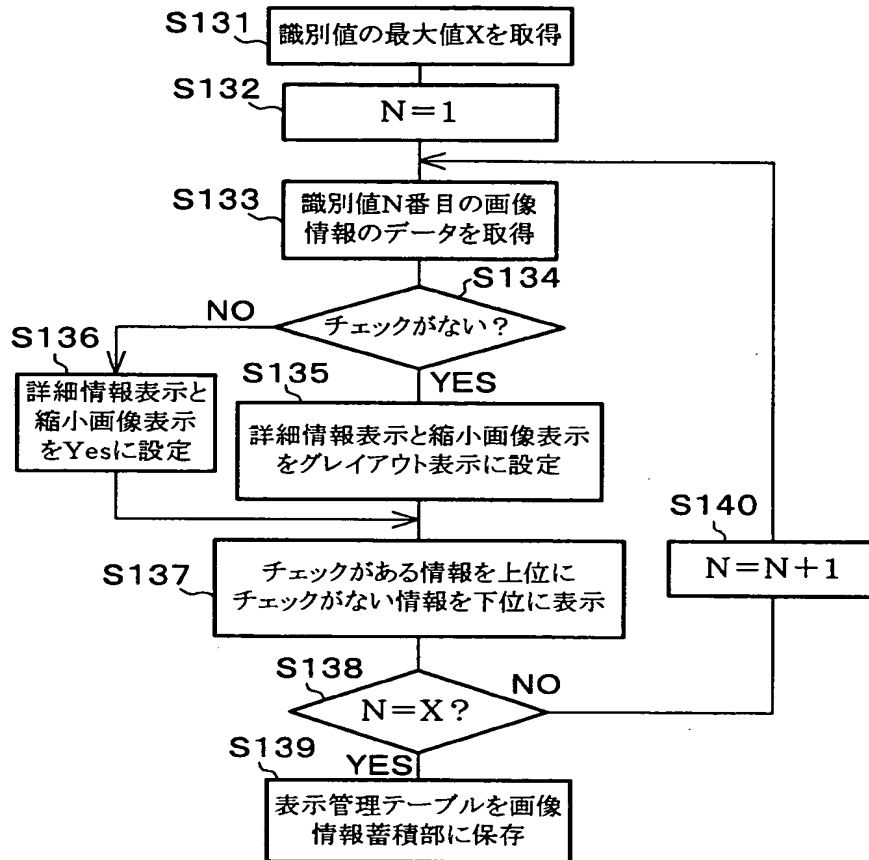 S131
識別値の最大値Xを取得
S132
N=1
S133
識別値N番目の画像
情報のデータを取得
S134
チェックがない?
NO
YES
S136
詳細情報表示と
縮小画像表示
をYesに設定
S135
詳細情報表示と縮小画像表示
をグレイアウト表示に設定
S137
チェックがある情報を上位に
チェックがない情報を下位に表示
S138
N=X?
NO
YES
S140
N=N+1
S139
表示管理テーブルを画像
情報蓄積部に保存